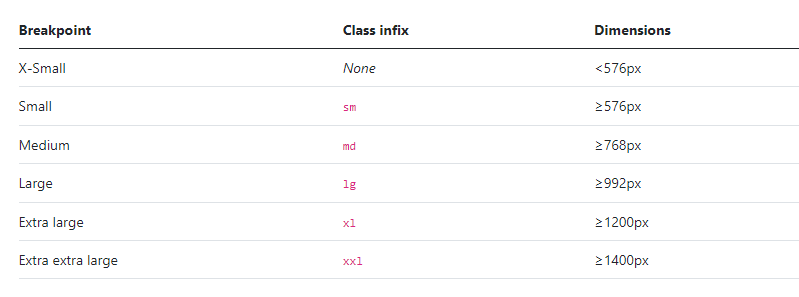 Breakpoint Class infix Dimensions
X-Small None <576px
Small sm ≥576px
Medium md ≥768px
Large lg ≥992px
Extra large xl ≥1200px
Extra extra large xxl ≥1400px